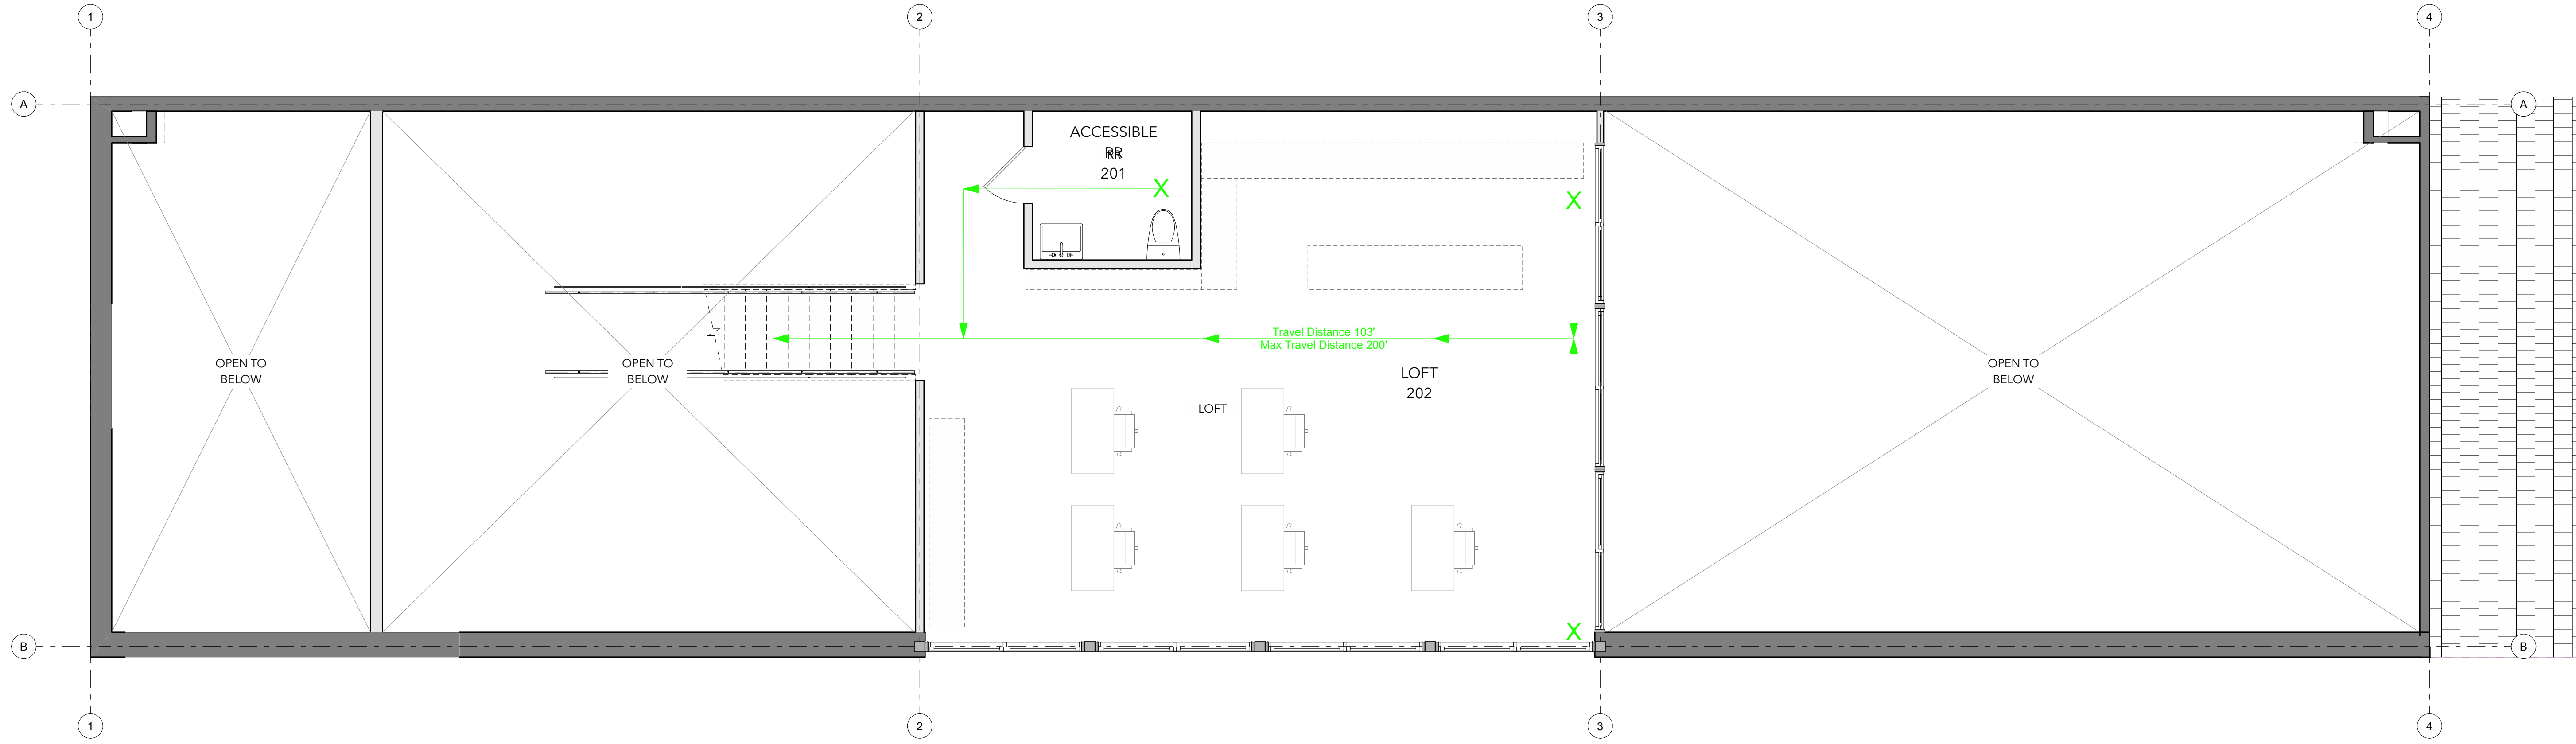 1
2
3
4
A
A
ACCESSIBLE
RR
RR
201
X
X
Travel Distance 103'
Max Travel Distance 200'
OPEN TO
BELOW
OPEN TO
BELOW
LOFT
202
OPEN TO
BELOW
LOFT
X
B
B
1
2
3
4